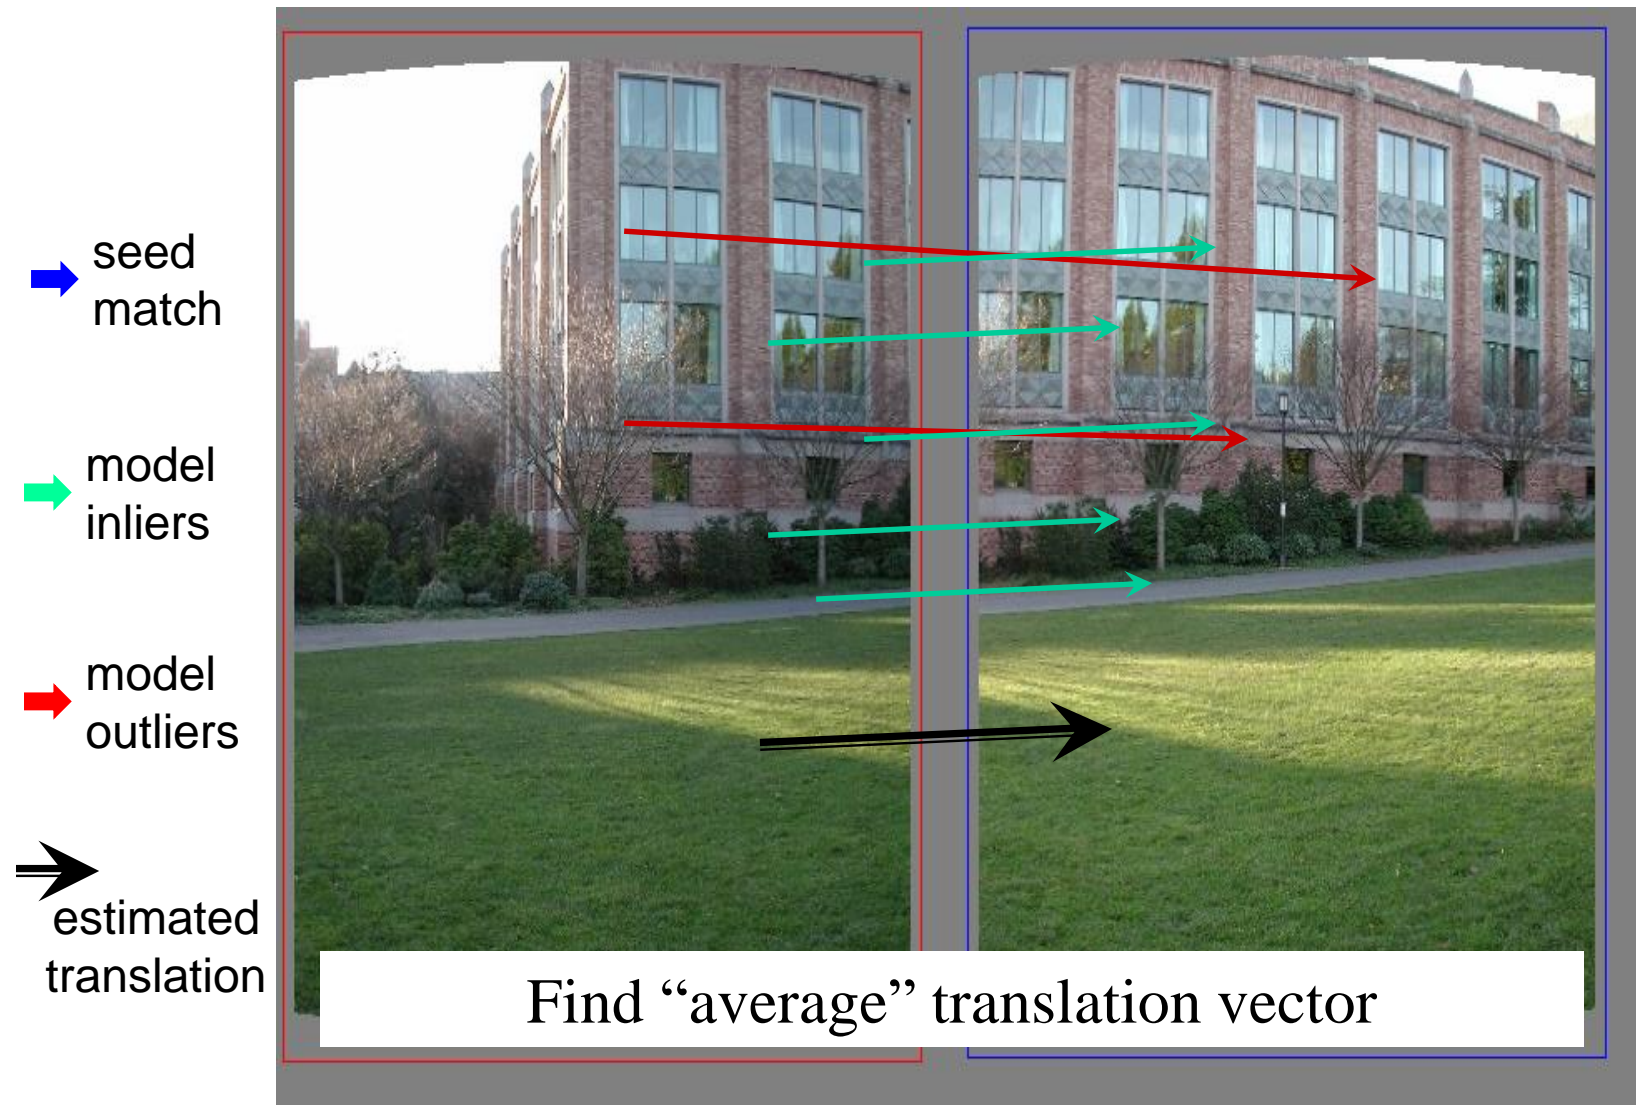 seed
match
model
inliers
model
outliers
estimated
translation
Find “average” translation vector